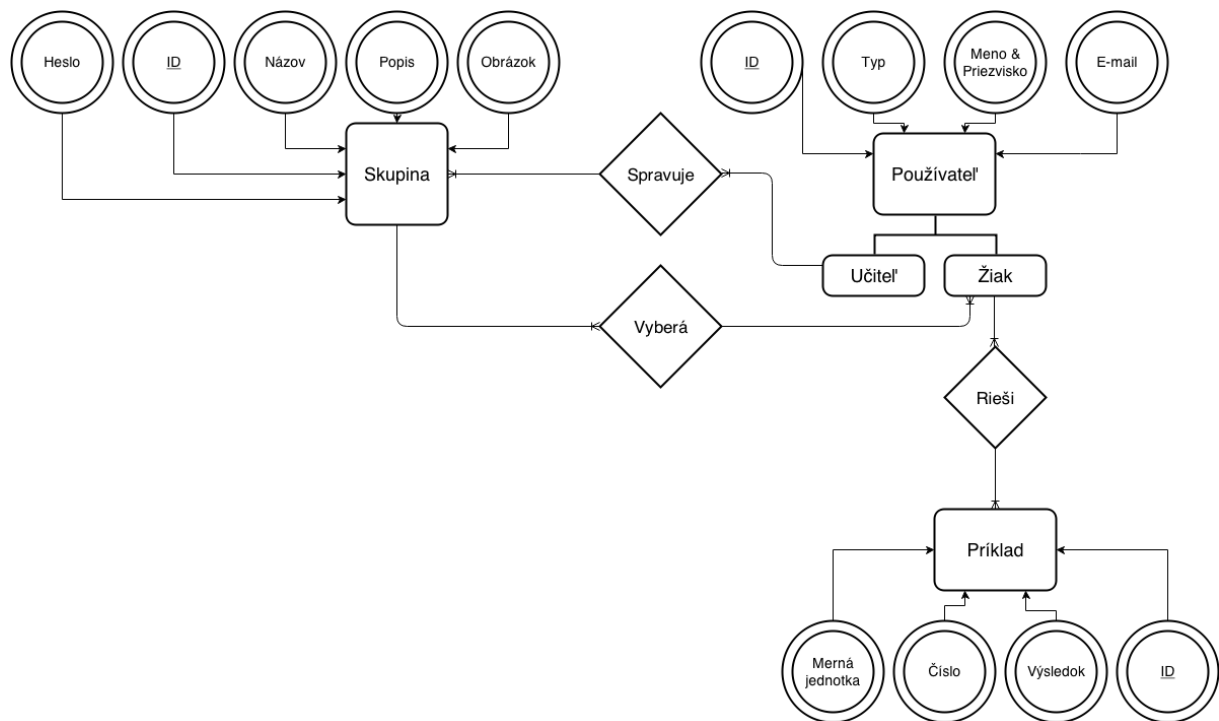 Heslo
ID
Názov
Popis
Obrázok
ID
Typ
Meno &
Priezvisko
E-mail
Skupina
Spravuje
Používateľ
Učiteľ
Žiak
Vyberá
Rieši
Príklad
Merná
jednotka
Číslo
Výsledok
ID